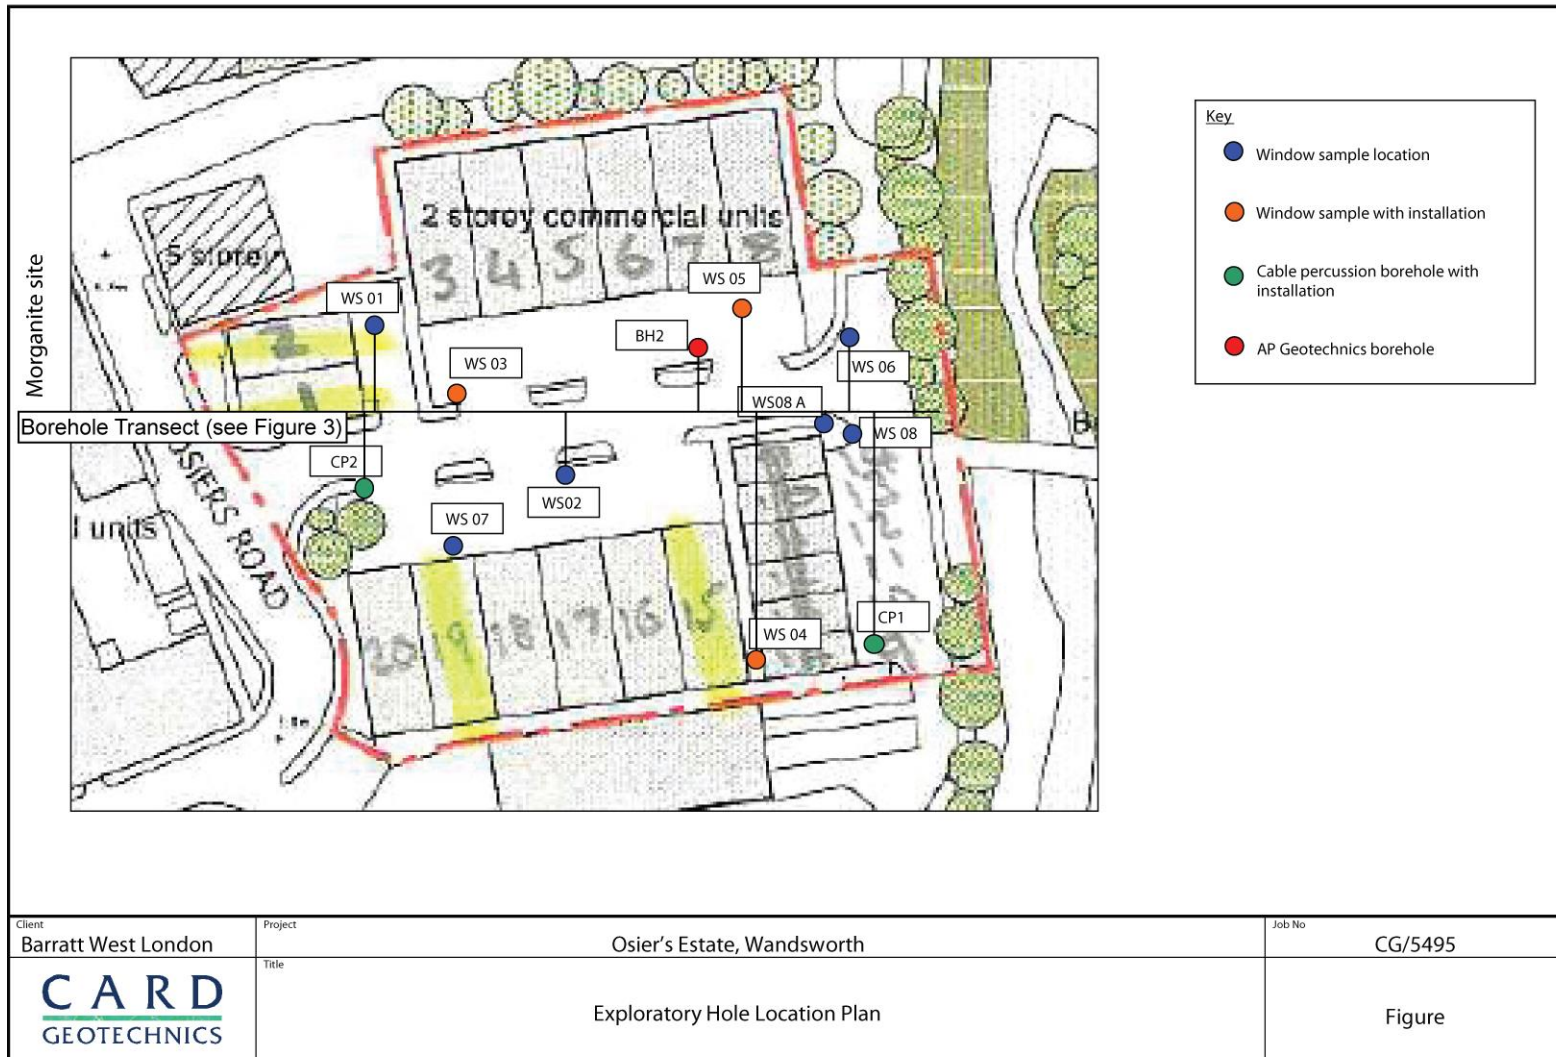 Key
Window sample location
Window sample with installation
Cable percussion borehole with
installation
AP Geotechnics borehole
Morganite site
2 storey commercial units
3 4 5 6 7 8
WS 01
WS 03
WS 05
BH2
WS 06
WS08 A
WS 08
2
1
Borehole Transect (see Figure 3)
CP2
WS02
WS 07
l units
OSIERS ROAD
20 19 18 17 16 15
WS 04
CP1
Client
Barratt West London
Project
Osier's Estate, Wandsworth
Job No
CG/5495
CARD
GEOTECHNICS
Title
Exploratory Hole Location Plan
Figure